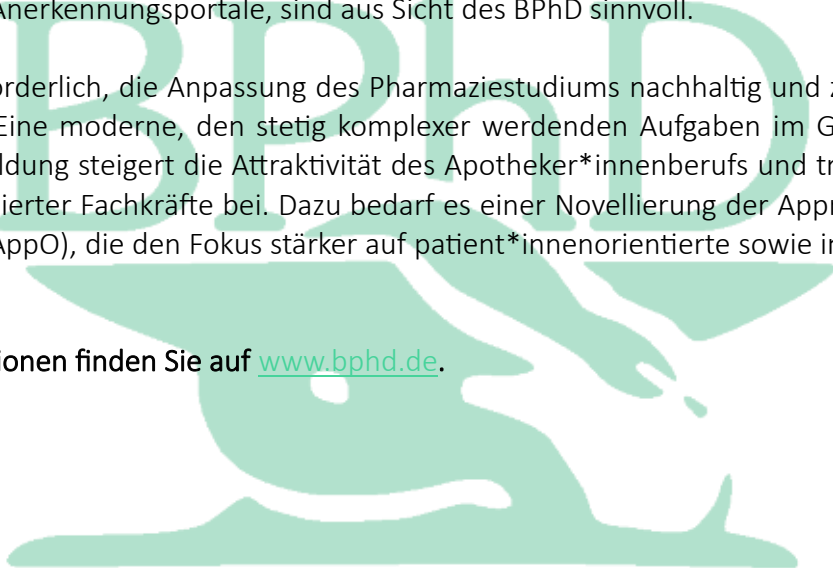 BPhD
Anerkennungsportale, sind aus Sicht des BPhD sinnvoll.
orderlich, die Anpassung des Pharmaziestudiums nachhaltig und z
Eine moderne, den stetig komplexer werdenden Aufgaben im G
ldung steigert die Attraktivität des Apotheker*innenberufs und tr
ierter Fachkräfte bei. Dazu bedarf es einer Novellierung der Appr
AppO), die den Fokus stärker auf patient*innenorientierte sowie in
ionen finden Sie auf www.bphd.de.